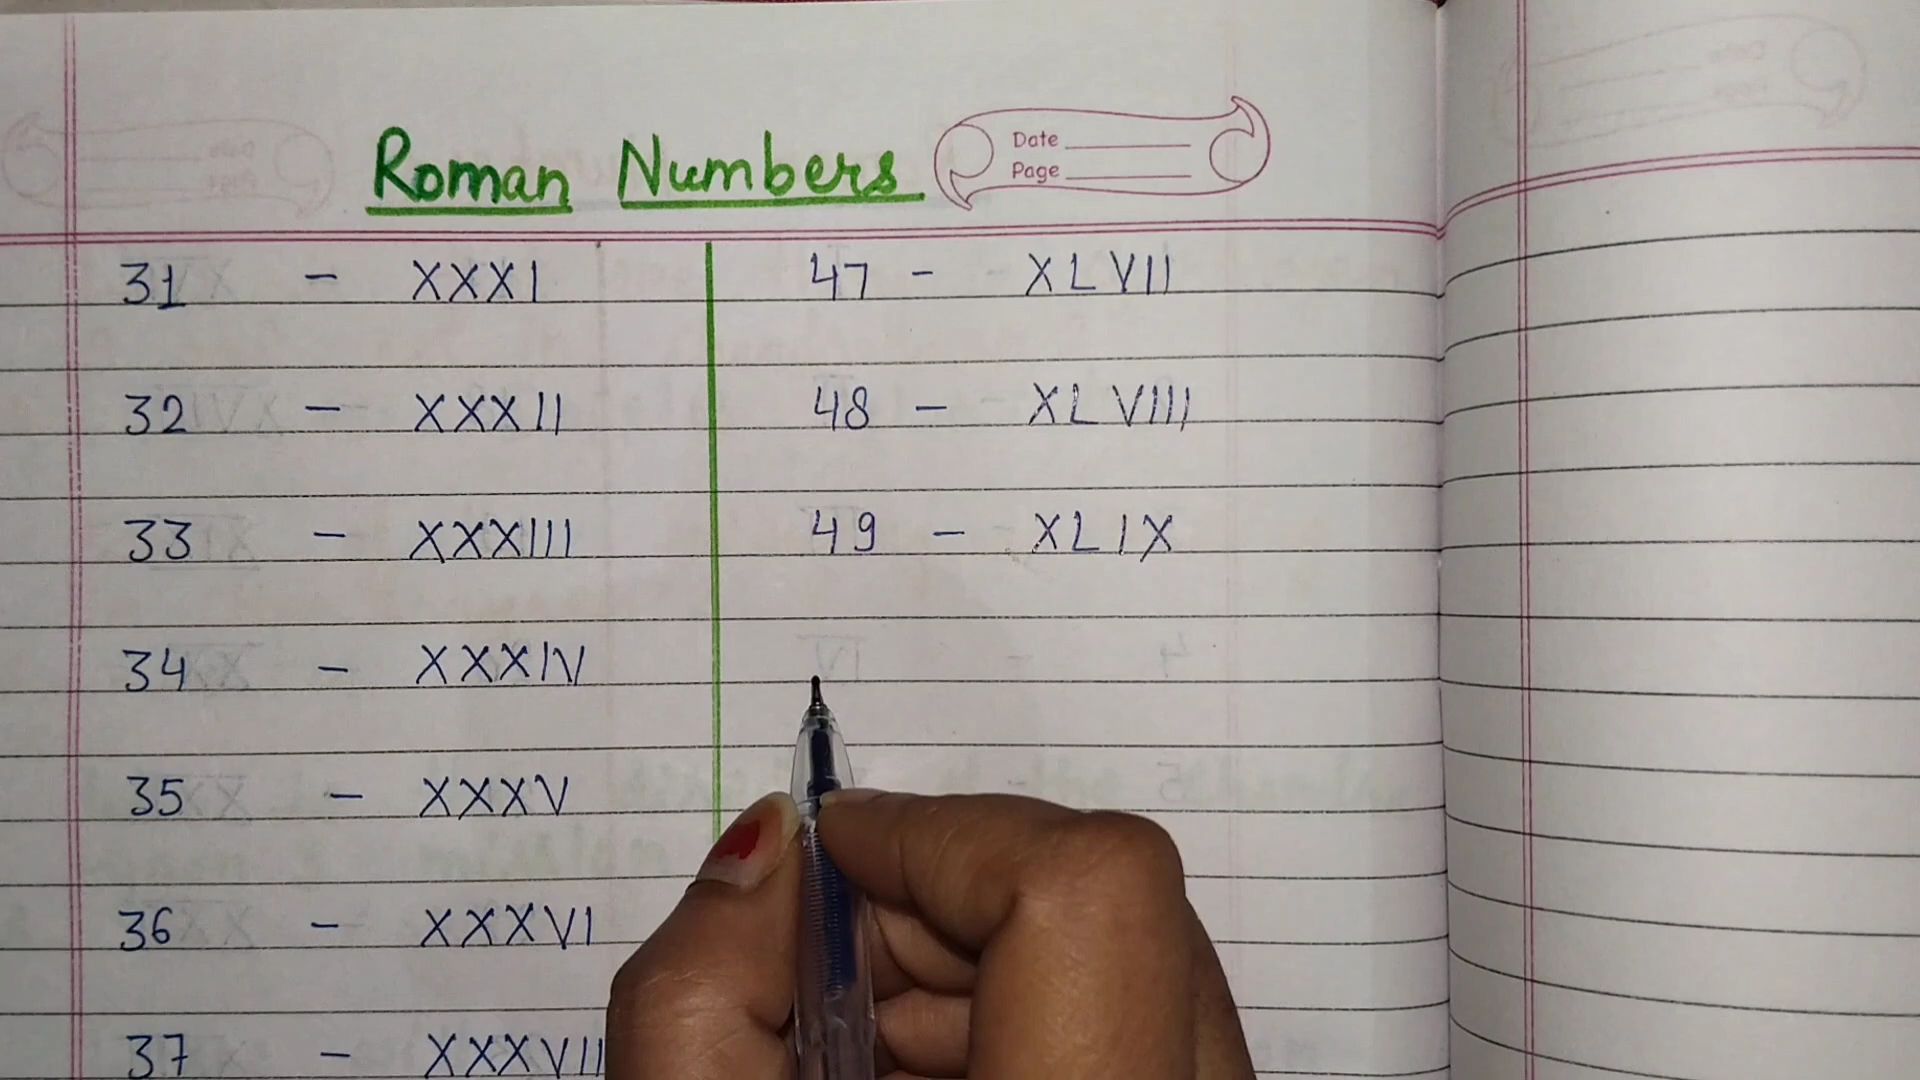 Roman Numbers
Date
Page
31 - XXXI
32 - XXXII
33 - XXXIII
34 - XXXIV
35 - XXXV
36 - XXXVI
37 - XXXVII
47 - XLVII
48 - XLVIII
49 - XLIX